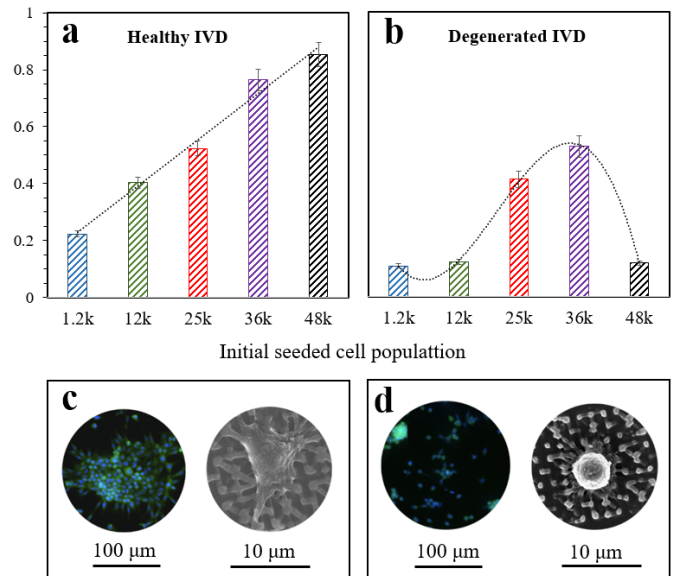 a Healthy IVD
b Degenerated IVD
1
0.8
0.6
0.4
0.2
0
1.2k 12k 25k 36k 48k
1.2k 12k 25k 36k 48k
Initial seeded cell populattion
c
d
100 μm 10 μm
100 μm 10 μm